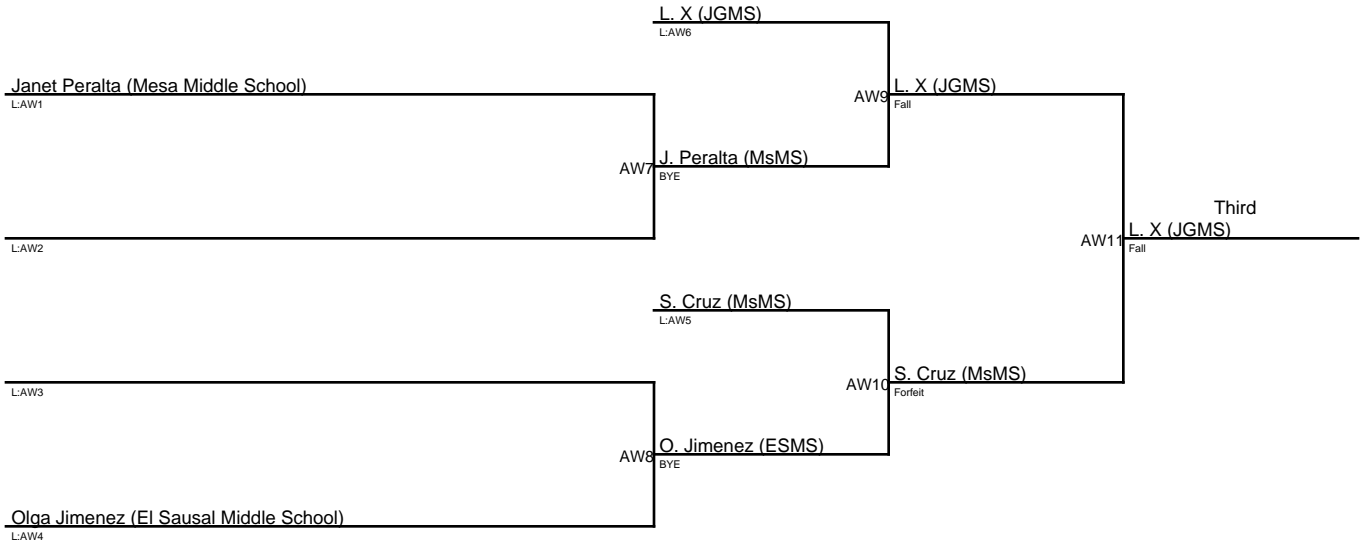 L. X (JGMS)
L:AW6
Janet Peralta (Mesa Middle School)
L:AW1
AW9
L. X (JGMS)
Fall
AW7
J. Peralta (MsMS)
BYE
Third
L:AW2
AW11
L. X (JGMS)
Fall
S. Cruz (MsMS)
L:AW5
L:AW3
AW10
S. Cruz (MsMS)
Forfeit
AW8
O. Jimenez (ESMS)
BYE
Olga Jimenez (El Sausal Middle School)
L:AW4